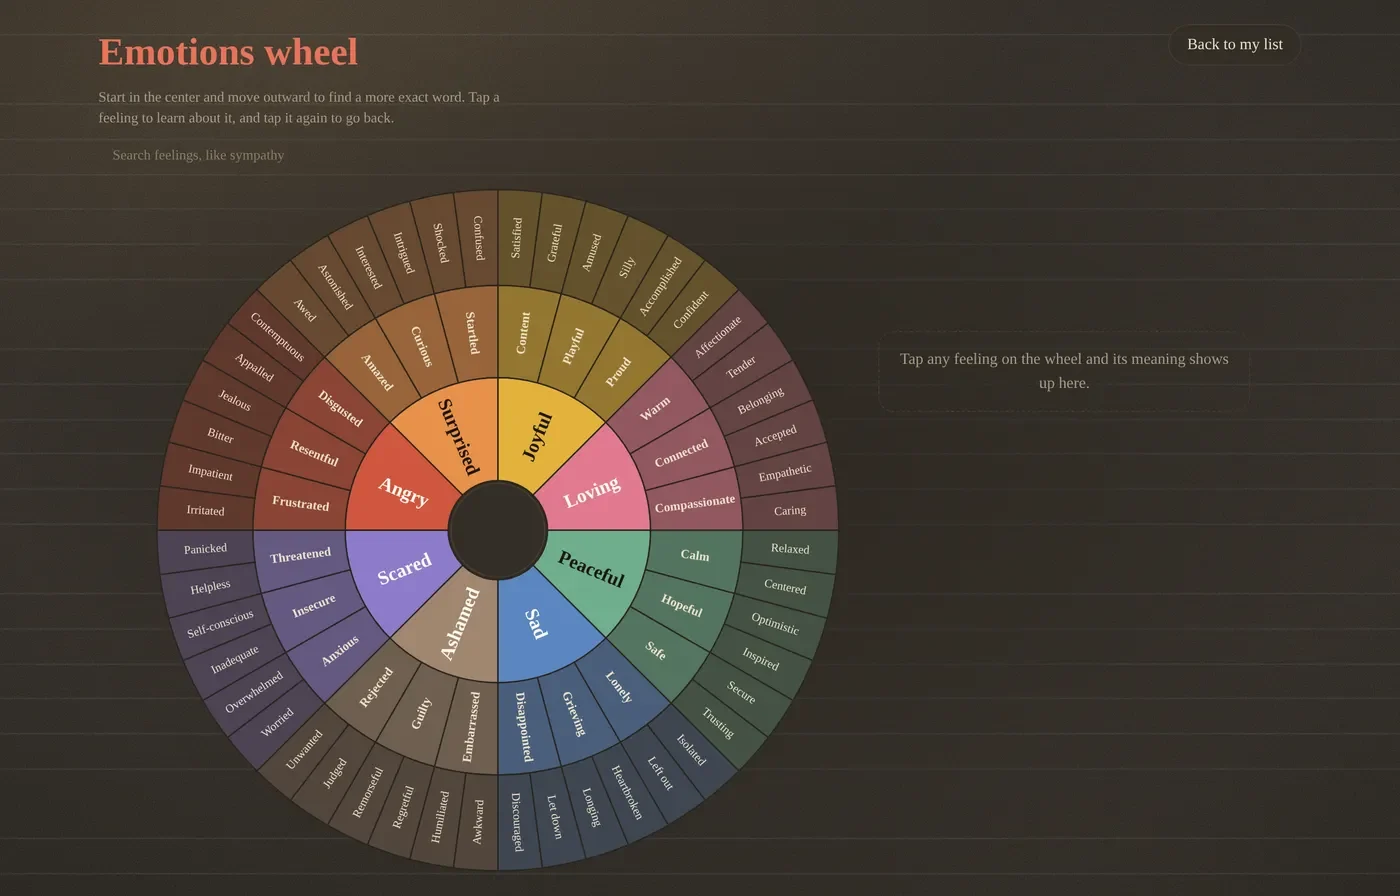 Emotions wheel
Back to my list
Start in the center and move outward to find a more exact word. Tap a
feeling to learn about it, and tap it again to go back.
Search feelings, like sympathy
Tap any feeling on the wheel and its meaning shows
up here.
Joyful
Content
Satisfied
Grateful
Playful
Amused
Silly
Proud
Accomplished
Confident
Loving
Warm
Affectionate
Tender
Connected
Belonging
Accepted
Compassionate
Empathetic
Caring
Peaceful
Calm
Relaxed
Centered
Hopeful
Optimistic
Inspired
Safe
Secure
Trusting
Sad
Lonely
Isolated
Left out
Grieving
Heartbroken
Longing
Disappointed
Let down
Discouraged
Ashamed
Embarrassed
Awkward
Humiliated
Guilty
Regretful
Remorseful
Rejected
Judged
Unwanted
Scared
Anxious
Worried
Overwhelmed
Insecure
Inadequate
Self-conscious
Threatened
Helpless
Panicked
Angry
Frustrated
Irritated
Impatient
Resentful
Bitter
Jealous
Disgusted
Appalled
Contemptuous
Surprised
Amazed
Awed
Astonished
Curious
Interested
Intrigued
Startled
Shocked
Confused